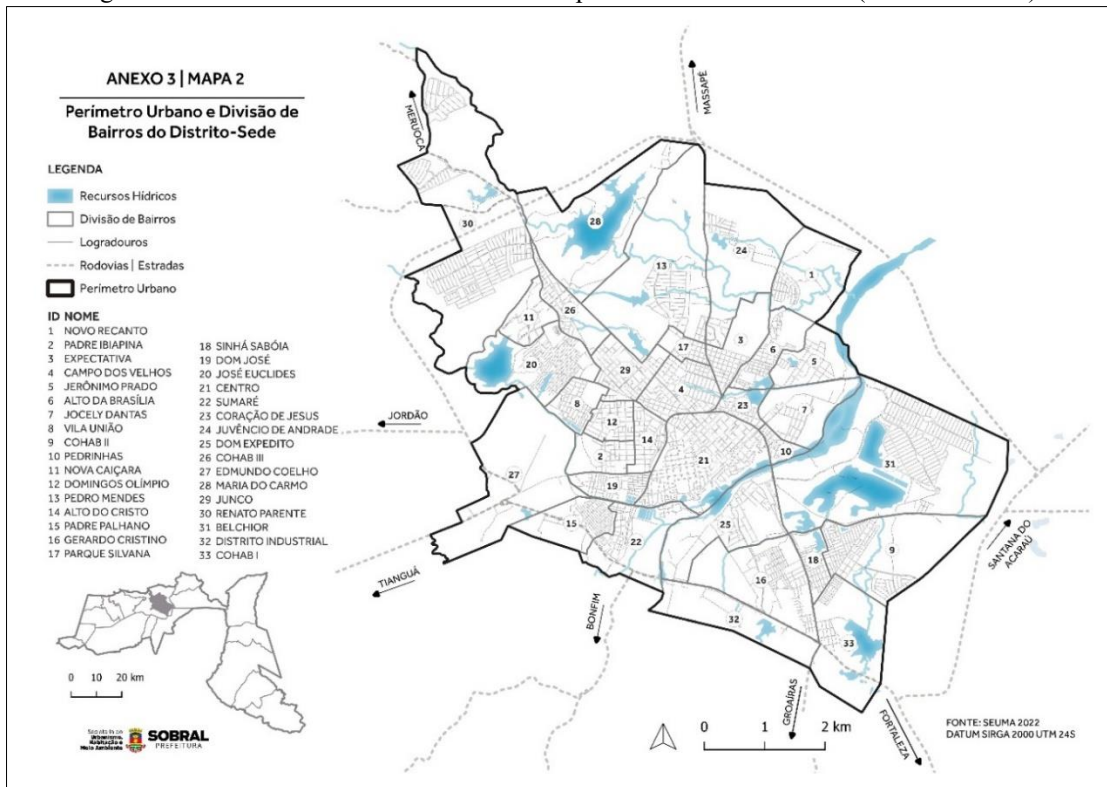 ANEXO 3 | MAPA 2
Perímetro Urbano e Divisão de
Bairros do Distrito-Sede
LEGENDA
Recursos Hídricos
Divisão de Bairros
Logradouros
Rodovias | Estradas
Perímetro Urbano
ID NOME
1 NOVO RECANTO
2 PADRE IBIAPINA
3 EXPECTATIVA
4 CAMPO DOS VELHOS
5 JERÔNIMO PRADO
6 ALTO DA BRASÍLIA
7 JOCELY DANTAS
8 VILA UNIÃO
9 COHAB II
10 PEDRINHAS
11 NOVA CAIÇARA
12 DOMINGOS OLÍMPIO
13 PEDRO MENDES
14 ALTO DO CRISTO
15 PADRE PALHANO
16 GERARDO CRISTINO
17 PARQUE SILVANA
18 SINHÁ SABÓIA
19 DOM JOSÉ
20 JOSÉ EUCLIDES
21 CENTRO
22 SUMARÉ
23 CORAÇÃO DE JESUS
24 JUVÊNCIO DE ANDRADE
25 DOM EXPEDITO
26 COHAB III
27 EDMUNDO COELHO
28 MARIA DO CARMO
29 JUNCO
30 RENATO PARENTE
31 BELCHIOR
32 DISTRITO INDUSTRIAL
33 COHAB I
MASSAPÊ
MERUOCA
28
30
24
13
1
11
26
17
3
6
20
29
4
5
8
23
7
12
14
JORDÃO
2
21
10
31
27
19
25
15
22
18
9
16
SANTANA DO
ACARAÚ
TIANGUÁ
BONFIM
32
33
GROAÍRAS
FORTALEZA
0 10 20 km
0 1 2 km
Secretaria do
Urbanismo,
Habitação e
Meio Ambiente
SOBRAL
PREFEITURA
FONTE: SEUMA 2022
DATUM SIRGA 2000 UTM 24S